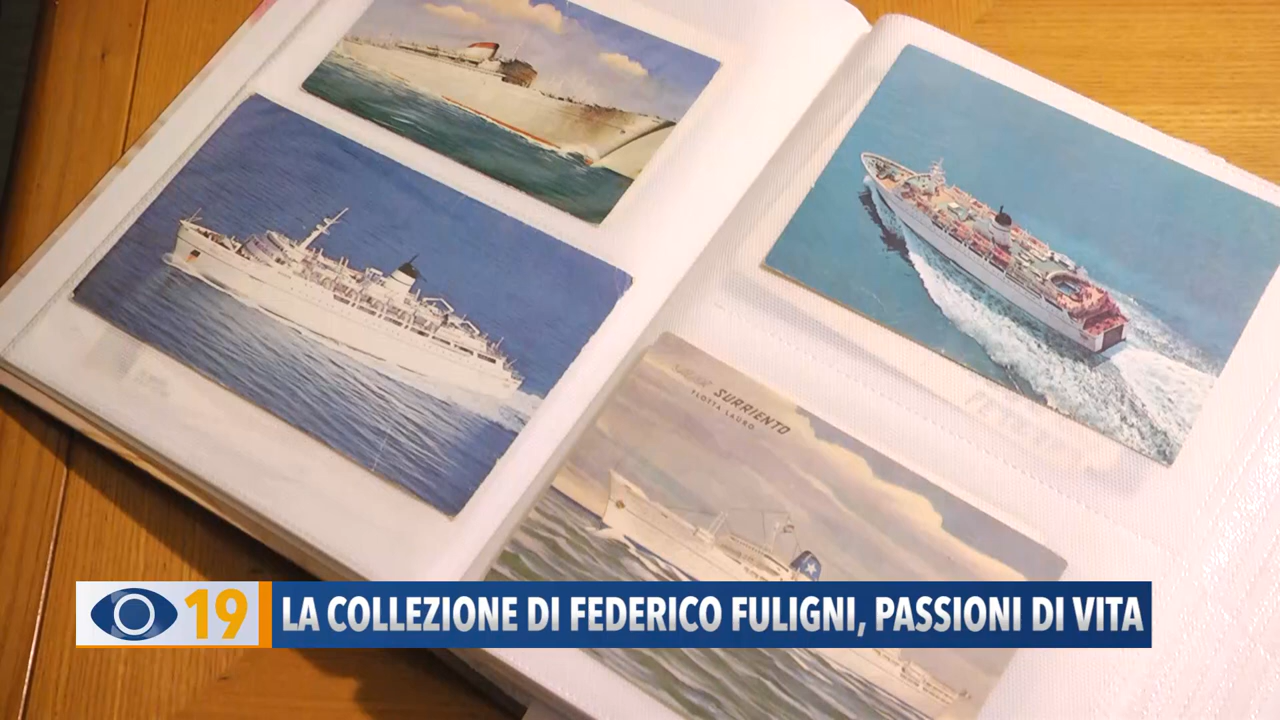 SURRIENTO
FLOTTA LAURO
19
LA COLLEZIONE DI FEDERICO FULIGNI, PASSIONI DI VITA